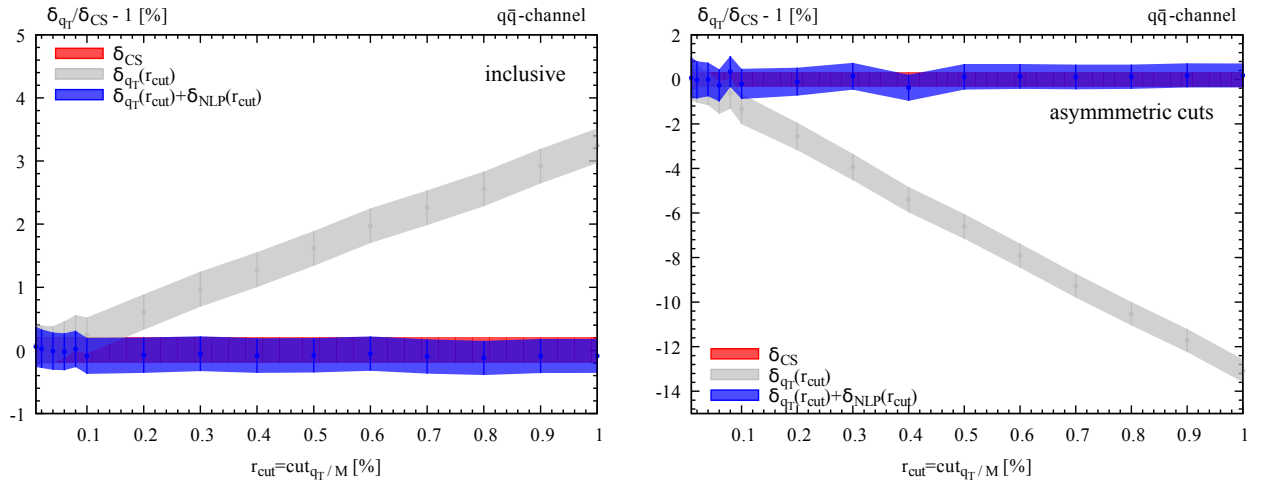 δqT/δCS - 1 [%]
qq̄-channel
5
4
3
2
1
0
-1
δCS
δqT(rcut)
δqT(rcut)+δNLP(rcut)
inclusive
0.1 0.2 0.3 0.4 0.5 0.6 0.7 0.8 0.9 1
rcut=cutqT/M [%]
δqT/δCS - 1 [%]
qq̄-channel
2
0
-2
-4
-6
-8
-10
-12
-14
asymmmetric cuts
δCS
δqT(rcut)
δqT(rcut)+δNLP(rcut)
0.1 0.2 0.3 0.4 0.5 0.6 0.7 0.8 0.9 1
rcut=cutqT/M [%]